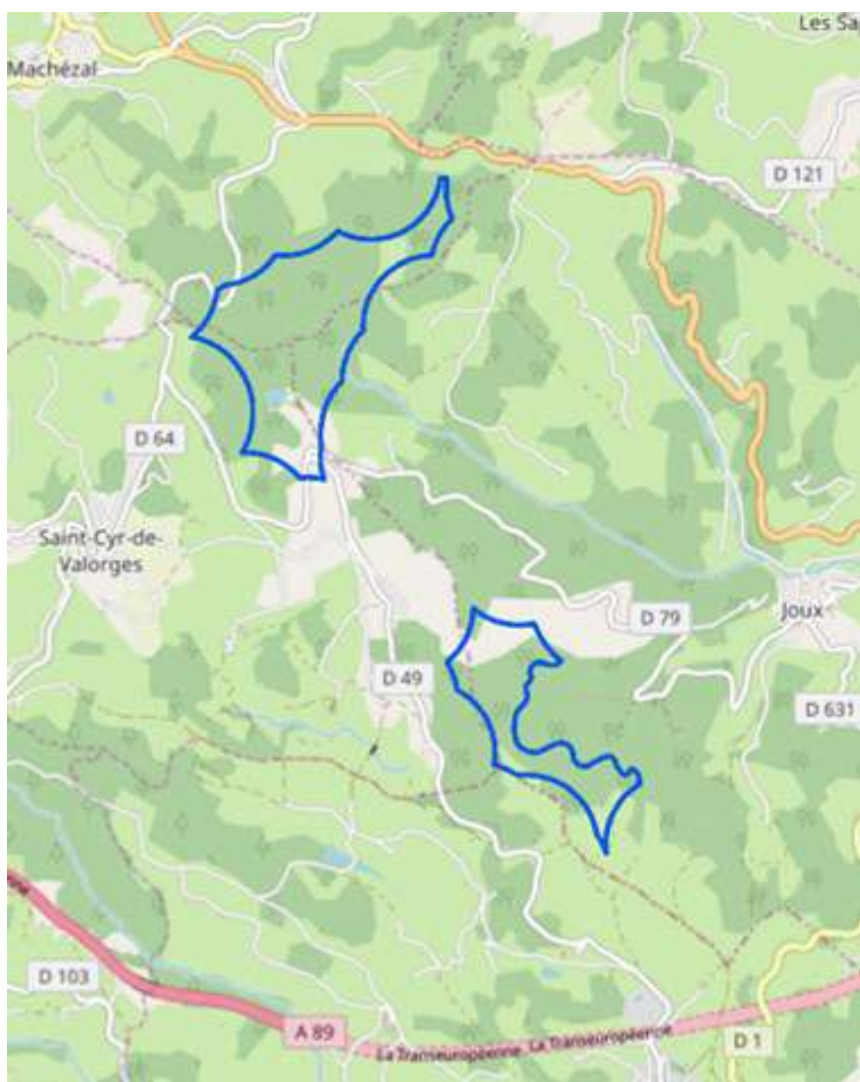 Les Sa
Machézal
D 121
D 64
Saint-Cyr-de-
Valorges
D 79
Joux
D 49
D 631
D 103
A 89
La Transeuropéenne
La Transeuropéenne
D 1